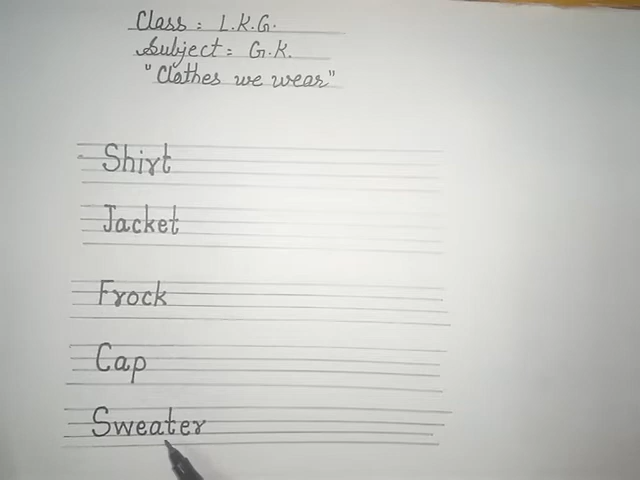 Class : L.K.G.
Subject = G.K.
"Clothes we wear"
Shirt
Jacket
Frock
Cap
Sweater